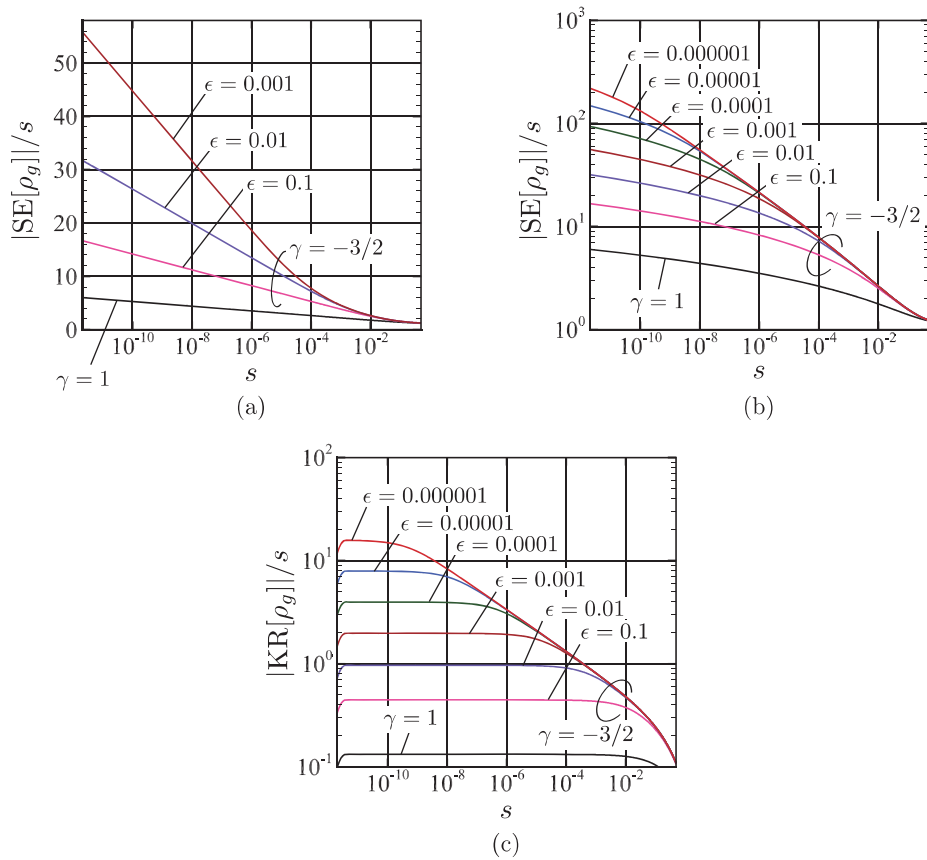 |SE[ρ_g]|/s
50
40
30
20
10
0
ϵ = 0.001
ϵ = 0.01
ϵ = 0.1
γ = −3/2
γ = 1
10^{-10} 10^{-8} 10^{-6} 10^{-4} 10^{-2}
s
(a)
|SE[ρ_g]|/s
10^3
10^2
10^1
10^0
ϵ = 0.000001
ϵ = 0.00001
ϵ = 0.0001
ϵ = 0.001
ϵ = 0.01
ϵ = 0.1
γ = −3/2
γ = 1
10^{-10} 10^{-8} 10^{-6} 10^{-4} 10^{-2}
s
(b)
|KR[ρ_g]|/s
10^2
10^1
10^0
10^{-1}
ϵ = 0.000001
ϵ = 0.00001
ϵ = 0.0001
ϵ = 0.001
ϵ = 0.01
ϵ = 0.1
γ = 1
γ = −3/2
10^{-10} 10^{-8} 10^{-6} 10^{-4} 10^{-2}
s
(c)